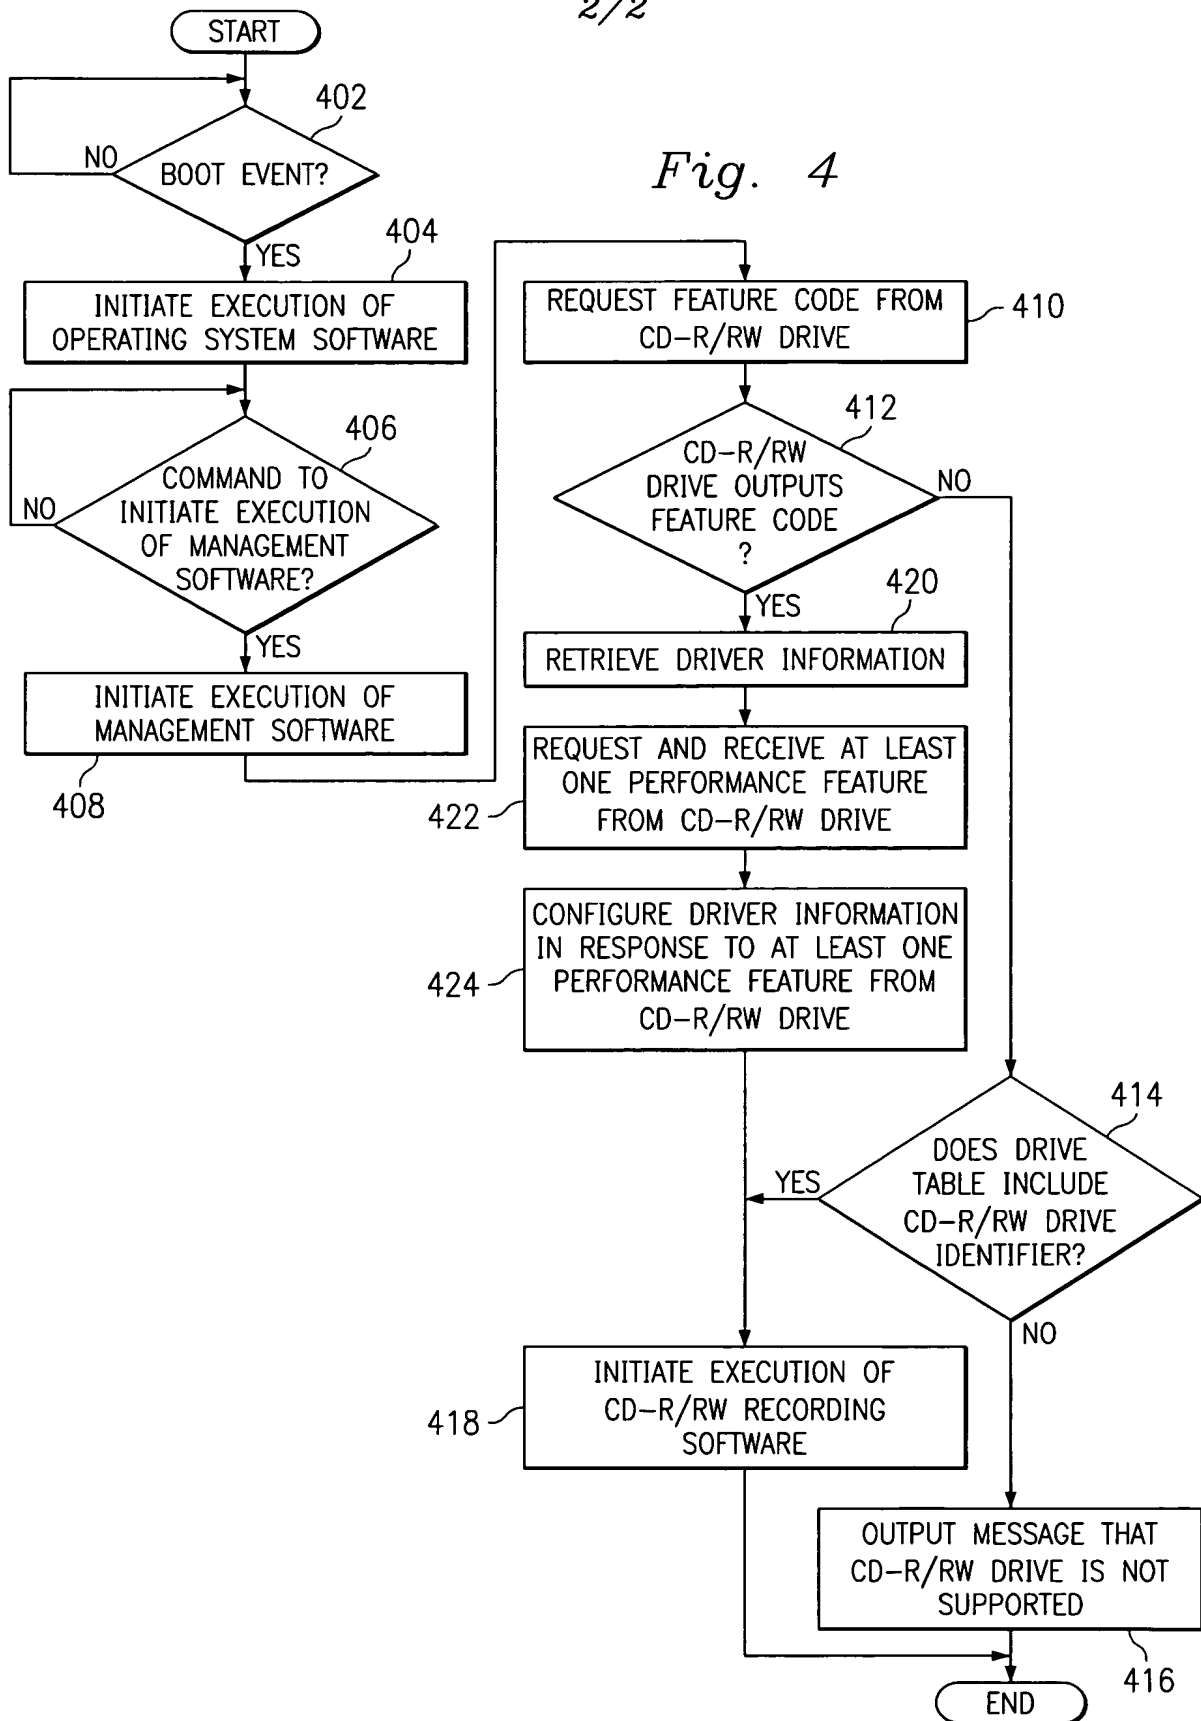 2/2
START
402
NO
BOOT EVENT?
Fig. 4
YES
404
INITIATE EXECUTION OF
OPERATING SYSTEM SOFTWARE
406
NO
COMMAND TO
INITIATE EXECUTION
OF MANAGEMENT
SOFTWARE?
YES
INITIATE EXECUTION OF
MANAGEMENT SOFTWARE
408
REQUEST FEATURE CODE FROM
CD-R/RW DRIVE
410
412
CD-R/RW
DRIVE OUTPUTS
FEATURE CODE
?
NO
YES
420
RETRIEVE DRIVER INFORMATION
REQUEST AND RECEIVE AT LEAST
ONE PERFORMANCE FEATURE
FROM CD-R/RW DRIVE
422
CONFIGURE DRIVER INFORMATION
IN RESPONSE TO AT LEAST ONE
PERFORMANCE FEATURE FROM
CD-R/RW DRIVE
424
414
DOES DRIVE
TABLE INCLUDE
CD-R/RW DRIVE
IDENTIFIER?
YES
NO
INITIATE EXECUTION OF
CD-R/RW RECORDING
SOFTWARE
418
OUTPUT MESSAGE THAT
CD-R/RW DRIVE IS NOT
SUPPORTED
416
END